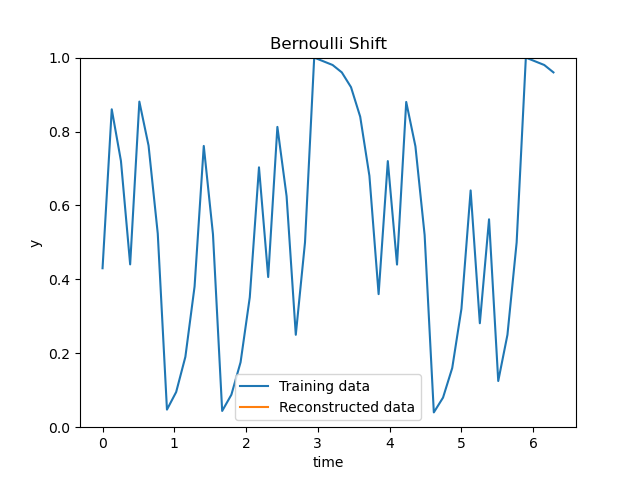 Bernoulli Shift
1.0
0.8
0.6
0.4
0.2
0.0
y
Training data
Reconstructed data
0 1 2 3 4 5 6
time